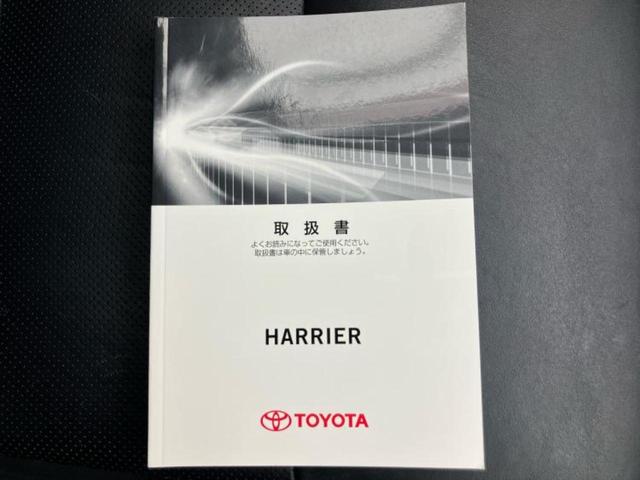 取扱書
よくお読みになってご使用ください。
取扱書は車の中に保管しましょう。
HARRIER
TOYOTA